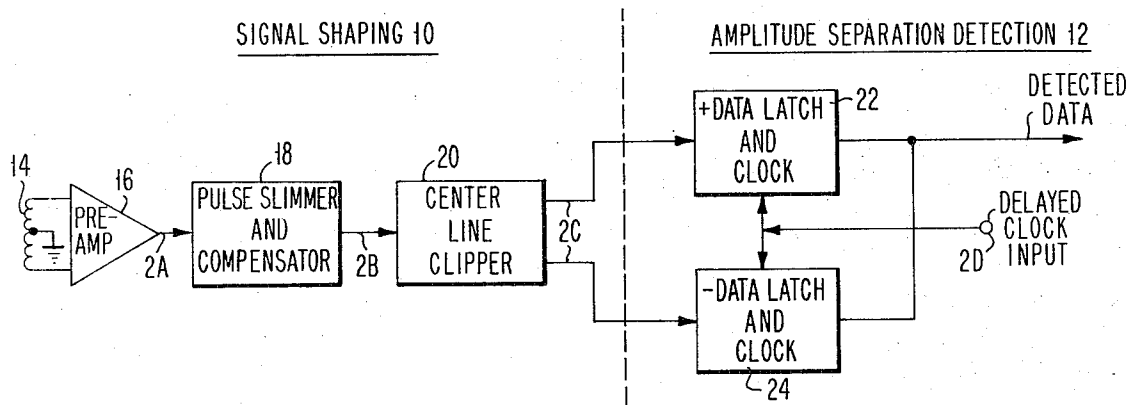 SIGNAL SHAPING 10
AMPLITUDE SEPARATION DETECTION 12
14
16
PRE-
AMP
2A
18
PULSE SLIMMER
AND
COMPENSATOR
2B
20
CENTER
LINE
CLIPPER
2C
22
+DATA LATCH
AND
CLOCK
DETECTED
DATA
DELAYED
CLOCK
INPUT
2D
-DATA LATCH
AND
CLOCK
24